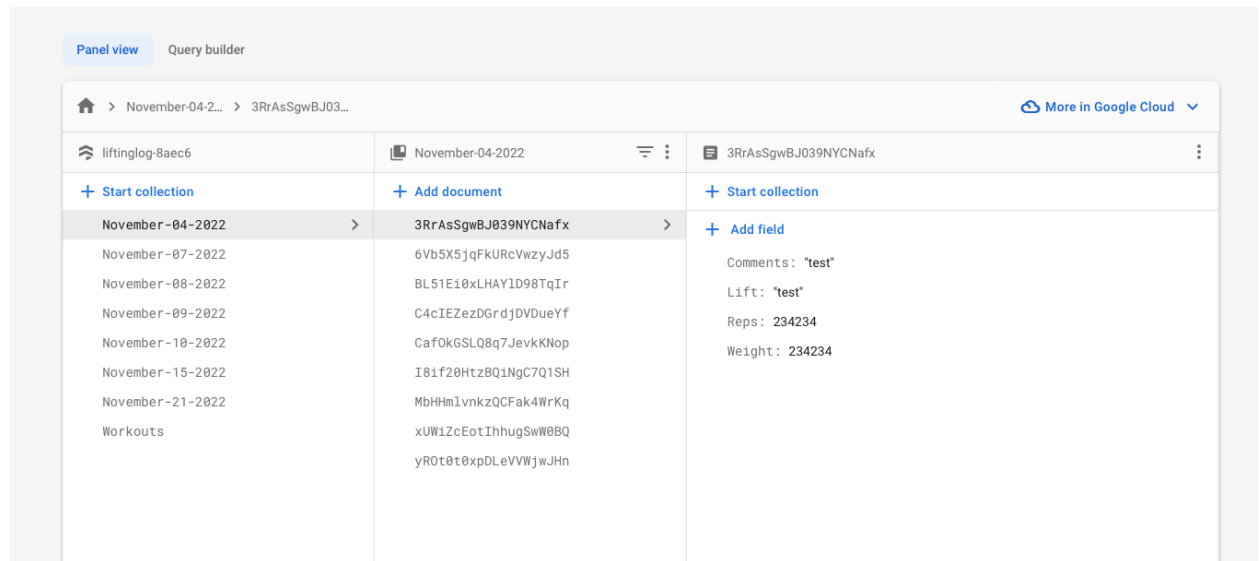 Panel view Query builder
November-04-2... > 3RrAsSgwBJ03... More in Google Cloud
liftinglog-8aec6
+ Start collection
November-04-2022
November-07-2022
November-08-2022
November-09-2022
November-10-2022
November-15-2022
November-21-2022
Workouts
November-04-2022
+ Add document
3RrAsSgwBJ039NYCNafx
6Vb5X5jqFkURcVwzyJd5
BL51Ei0xLHAYlD98TqIr
C4cIEZezDGrdjDVDueYf
CafOkGSLQ8q7JevkKNop
I8if20HtzBQiNgC7Q1SH
MbHHmlvnkzQCFak4WrKq
xUWiZcEotIhhugSwW0BQ
yROt0t0xpDLeVVWjwJHn
3RrAsSgwBJ039NYCNafx
+ Start collection
+ Add field
Comments: "test"
Lift: "test"
Reps: 234234
Weight: 234234